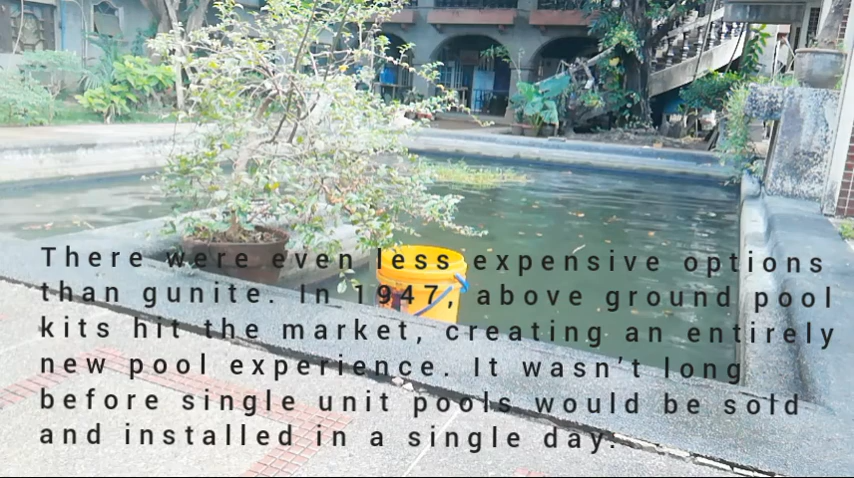 There were even less expensive options
than gunite. In 1947, above ground pool
kits hit the market, creating an entirely
new pool experience. It wasn't long
before single unit pools would be sold
and installed in a single day.